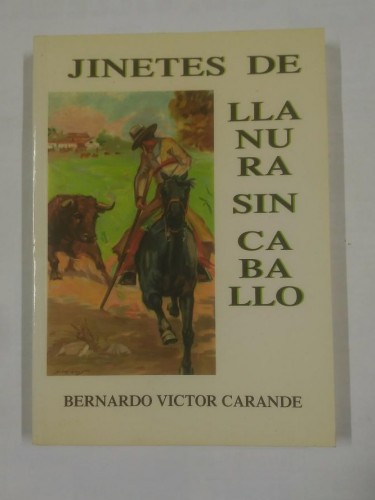 JINETES DE
LLA
NU
RA
SIN
CA
BA
LLO
BERNARDO VICTOR CARANDE